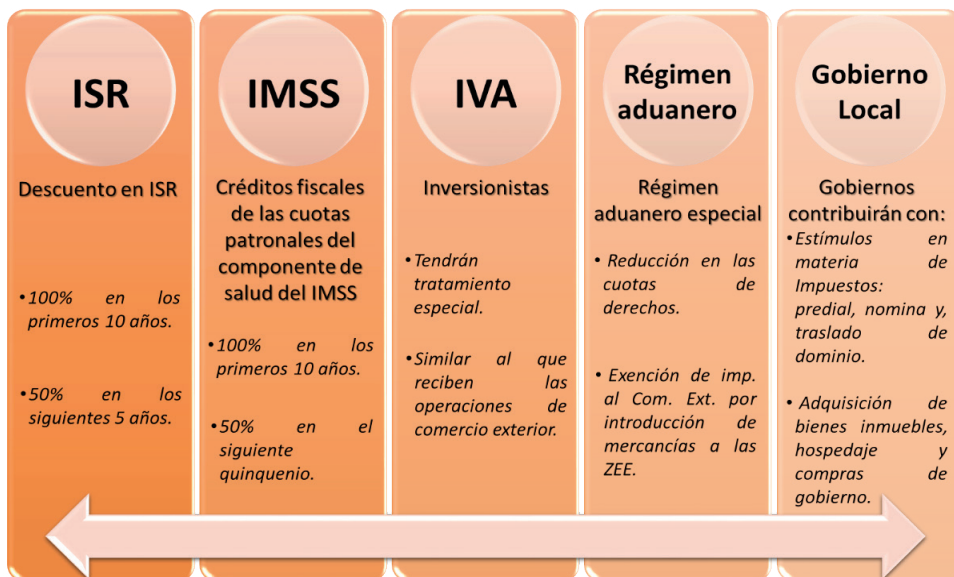 ISR
Descuento en ISR
•100% en los
primeros 10 años.
•50% en los
siguientes 5 años.
IMSS
Créditos fiscales
de las cuotas
patronales del
componente de
salud del IMSS
•100% en los
primeros 10 años.
•50% en el
siguiente
quinquenio.
IVA
Inversionistas
•Tendrán
tratamiento
especial.
•Similar al que
reciben las
operaciones de
comercio exterior.
Régimen
aduanero
Régimen
aduanero especial
• Reducción en las
cuotas de
derechos.
• Exención de imp.
al Com. Ext. por
introducción de
mercancías a las
ZEE.
Gobierno
Local
Gobiernos
contribuirán con:
•Estímulos en
materia de
Impuestos:
predial, nomina y,
traslado de
dominio.
• Adquisición de
bienes inmuebles,
hospedaje y
compras de
gobierno.